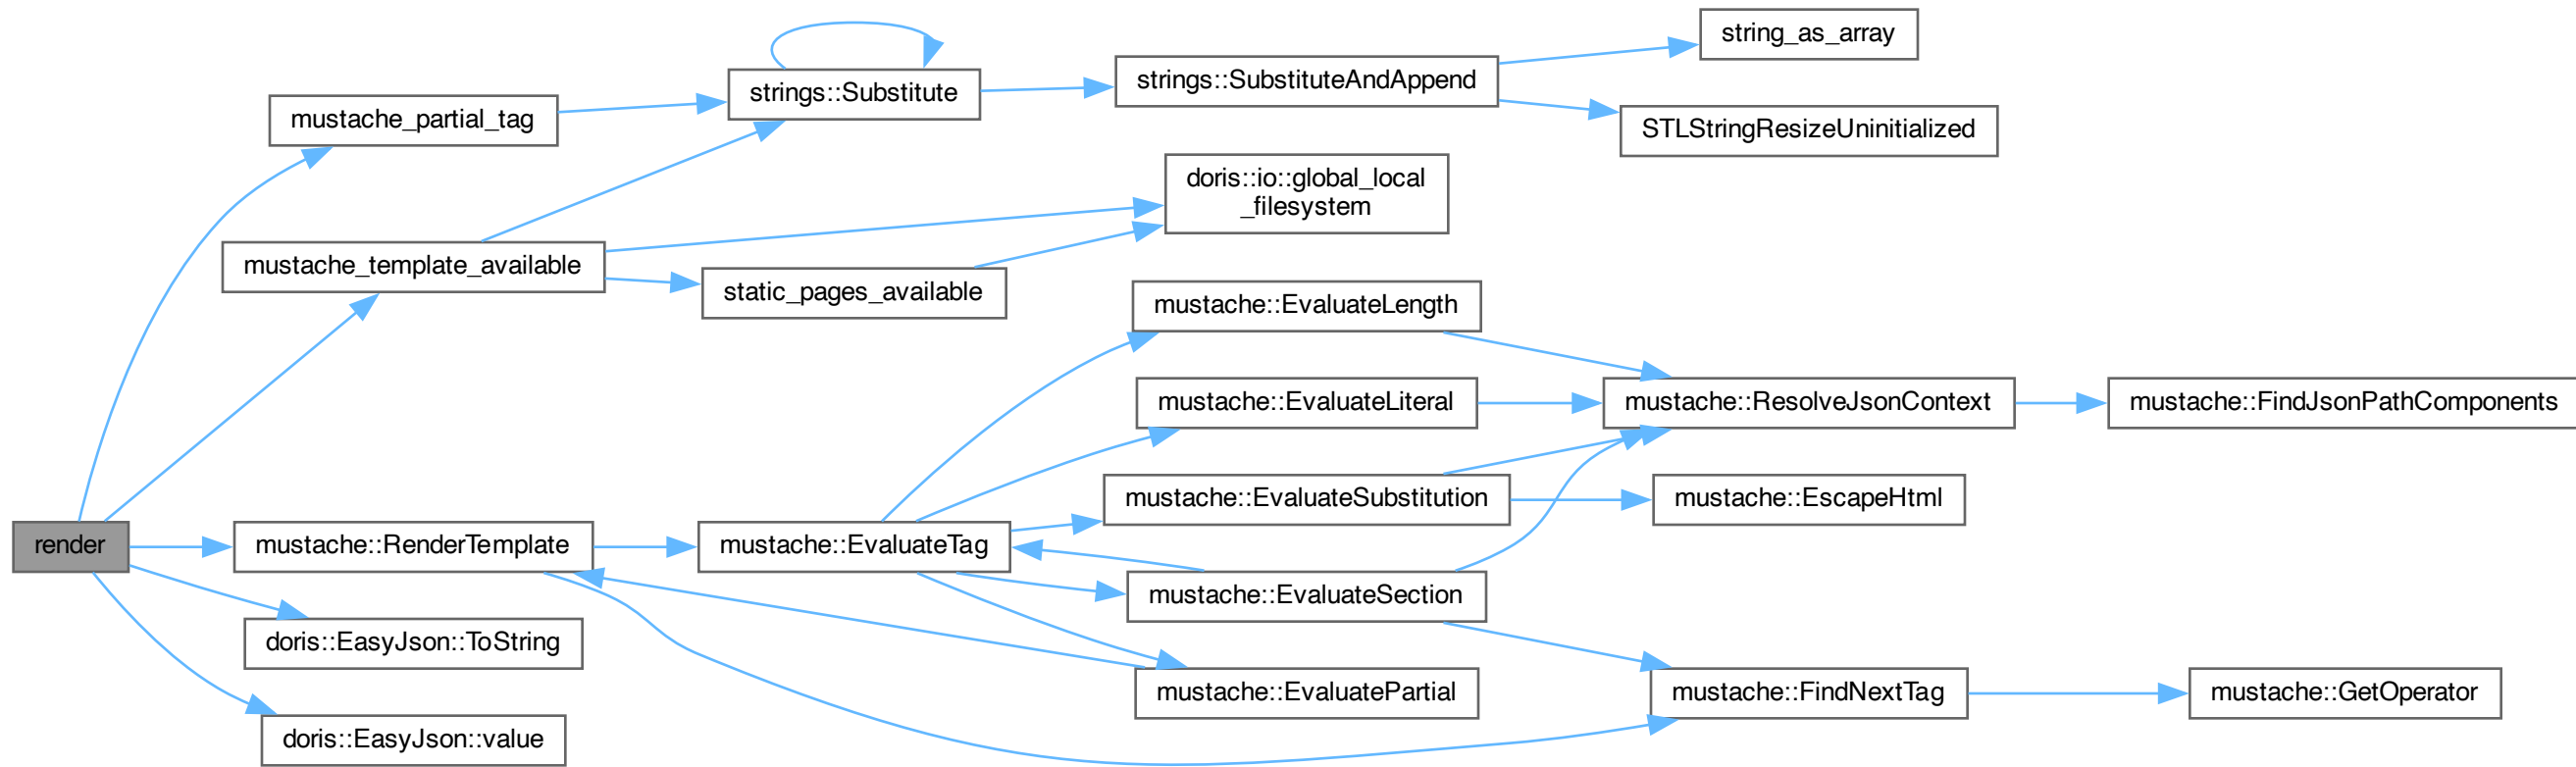 render
mustache_partial_tag
mustache_template_available
mustache::RenderTemplate
doris::EasyJson::ToString
doris::EasyJson::value
strings::Substitute
static_pages_available
mustache::EvaluateTag
strings::SubstituteAndAppend
doris::io::global_local
_filesystem
mustache::EvaluateLength
mustache::EvaluateLiteral
mustache::EvaluateSubstitution
mustache::EvaluateSection
mustache::EvaluatePartial
string_as_array
STLStringResizeUninitialized
mustache::ResolveJsonContext
mustache::EscapeHtml
mustache::FindNextTag
mustache::FindJsonPathComponents
mustache::GetOperator